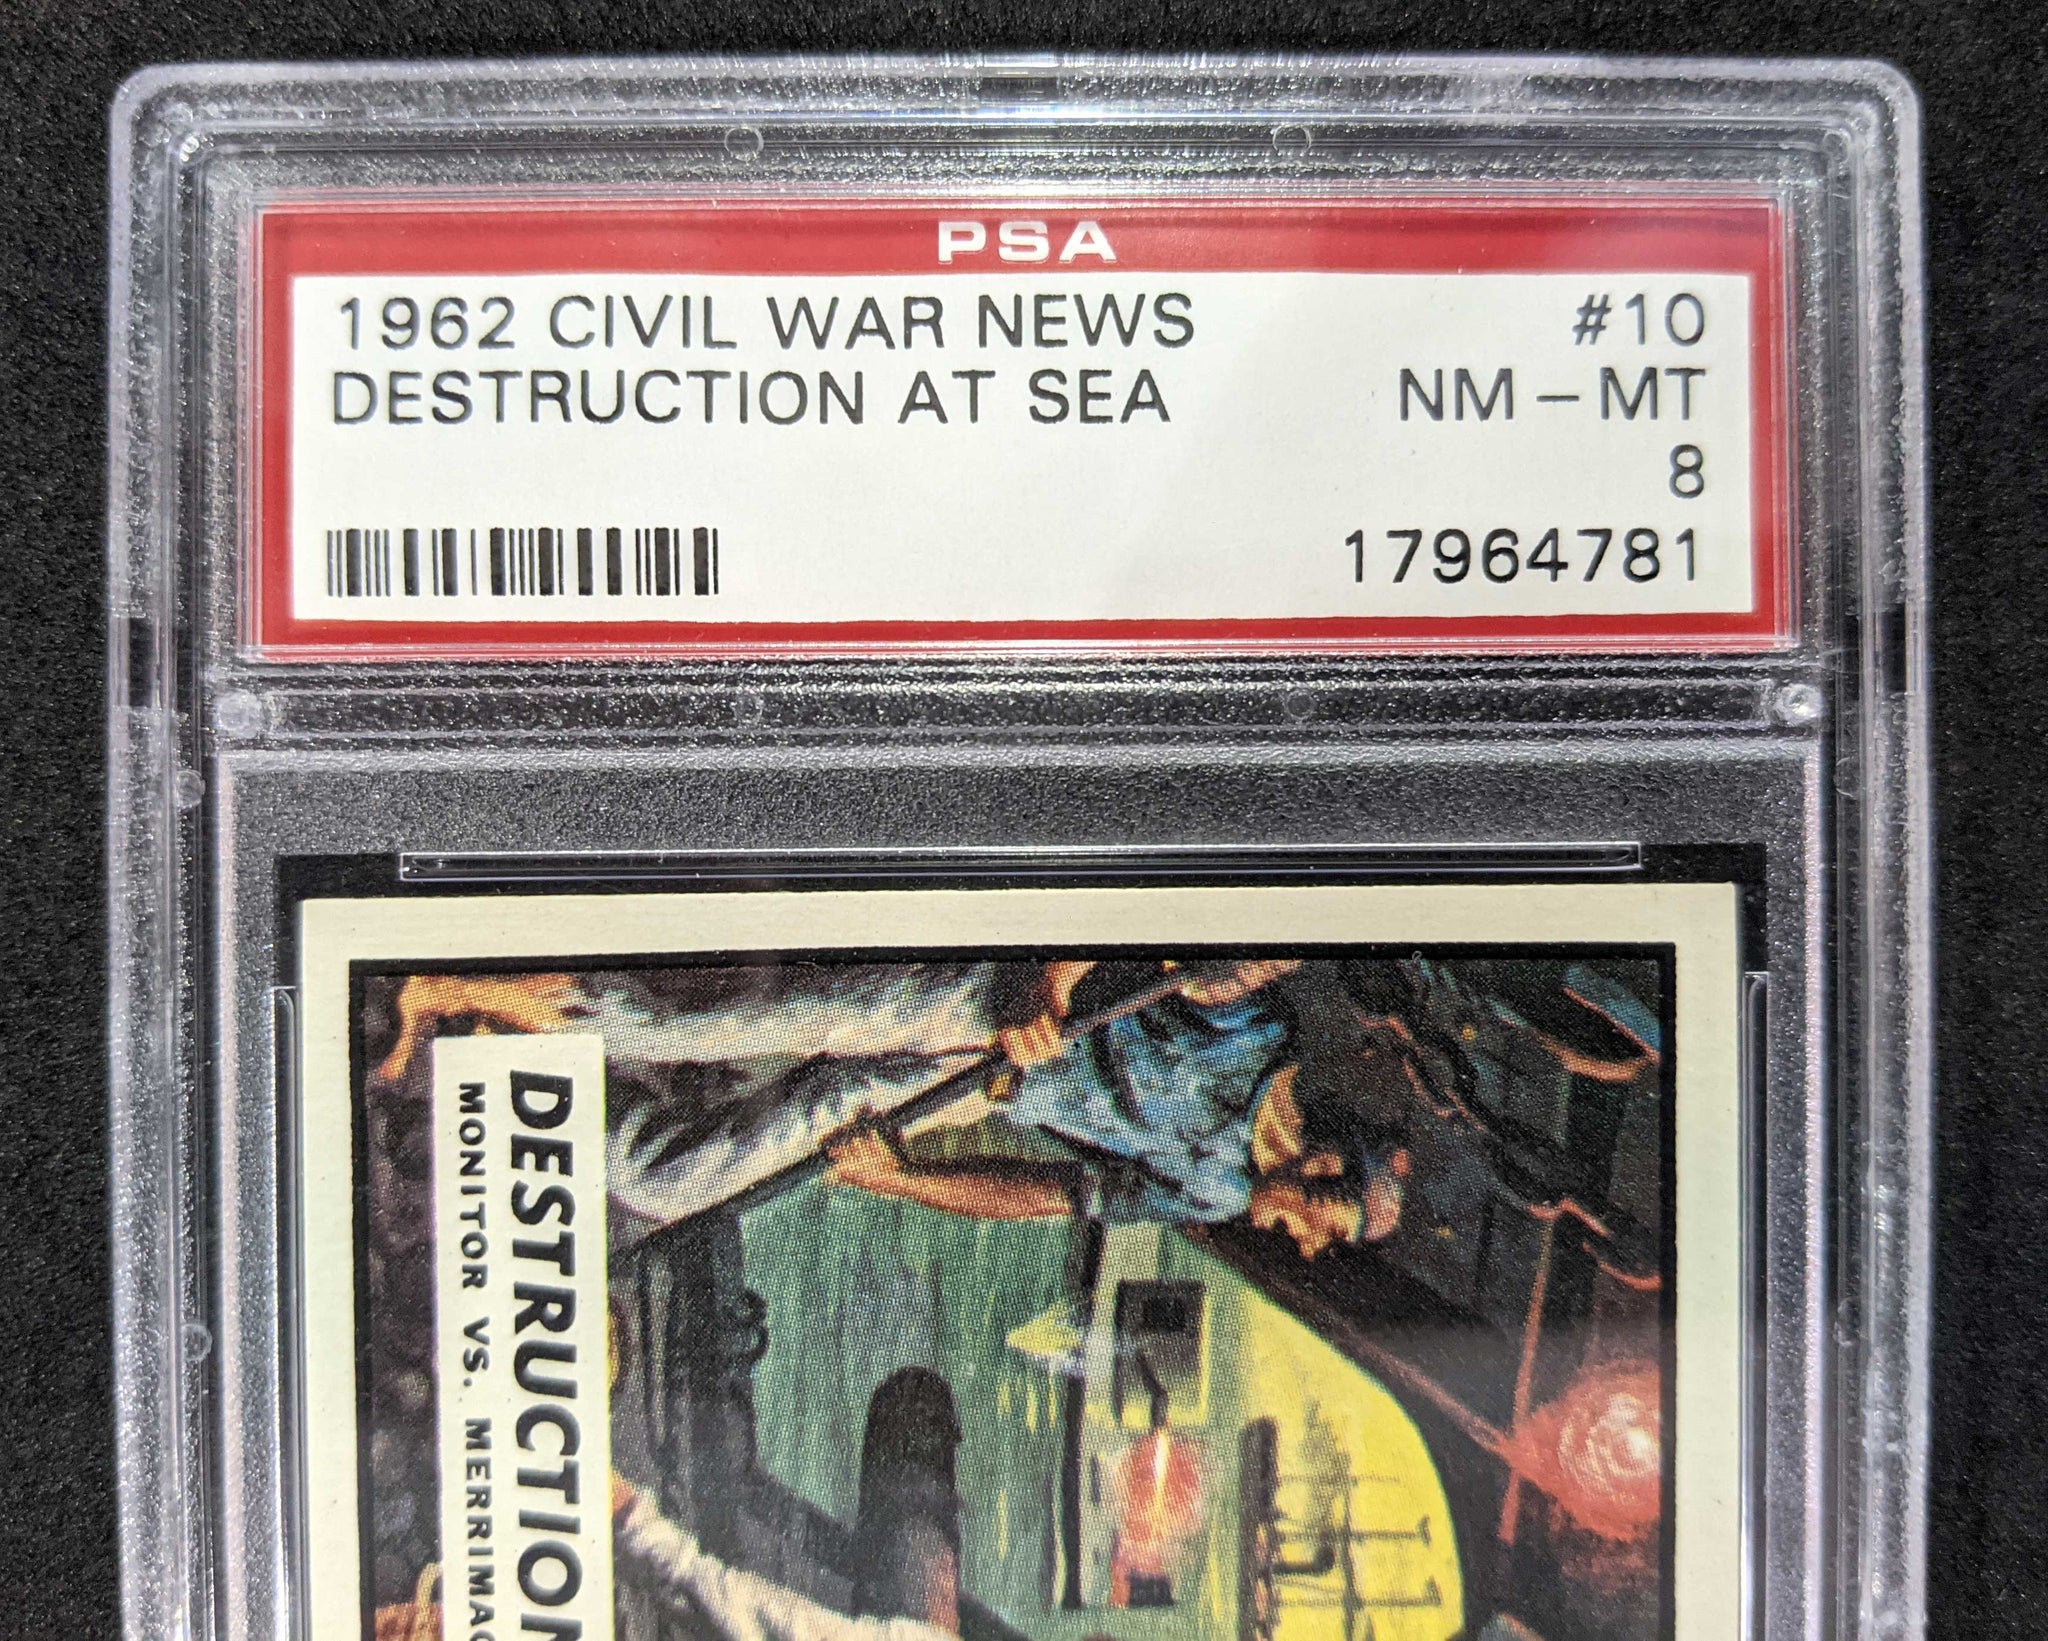 PSA
1962 CIVIL WAR NEWS #10
DESTRUCTION AT SEA NM - MT
8
17964781
DESTRUCTION
MONITOR VS. MERRIMAC